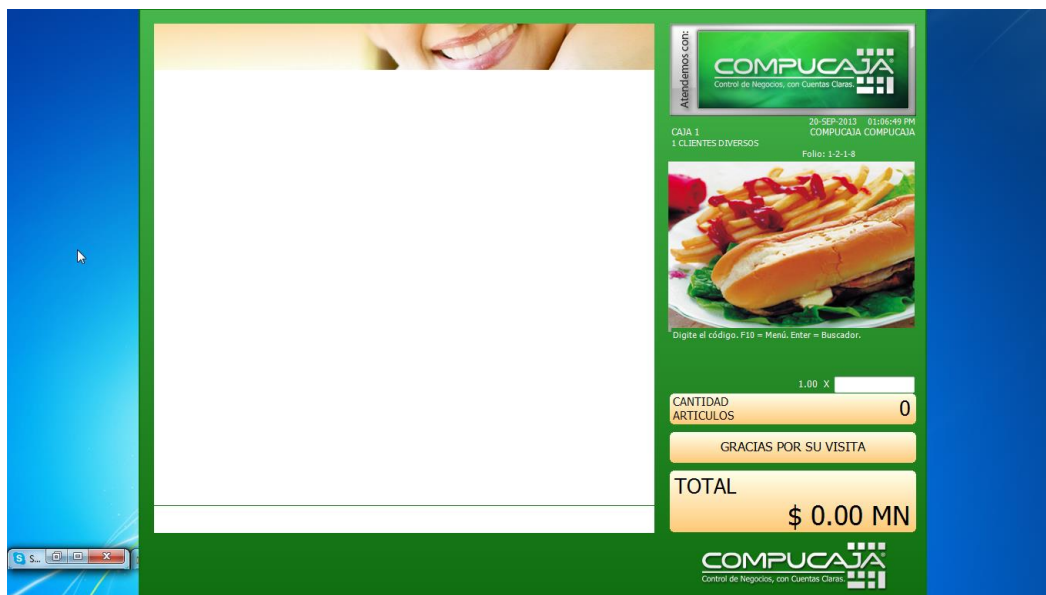 Atendemos con:
COMPUCAJA
Control de Negocios, con Cuentas Claras.
20-SEP-2013 01:06:49 PM
CAJA 1 COMPUCAJA COMPUCAJA
1 CLIENTES DIVERSOS
Folio: 1-2-1-8
Digite el código. F10 = Menú. Enter = Buscador.
1.00 X
CANTIDAD
ARTICULOS 0
GRACIAS POR SU VISITA
TOTAL
$ 0.00 MN
S S...
COMPUCAJA
Control de Negocios, con Cuentas Claras.